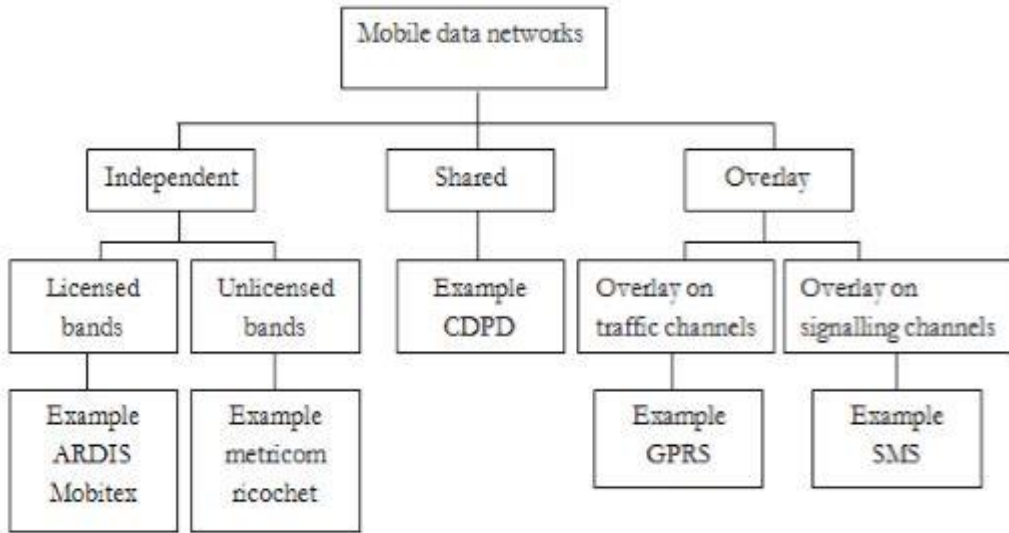 Mobile data networks
Independent
Shared
Overlay
Licensed
bands
Unlicensed
bands
Example
CDPD
Overlay on
traffic channels
Overlay on
signalling channels
Example
ARDIS
Mobitex
Example
metricom
ricochet
Example
GPRS
Example
SMS